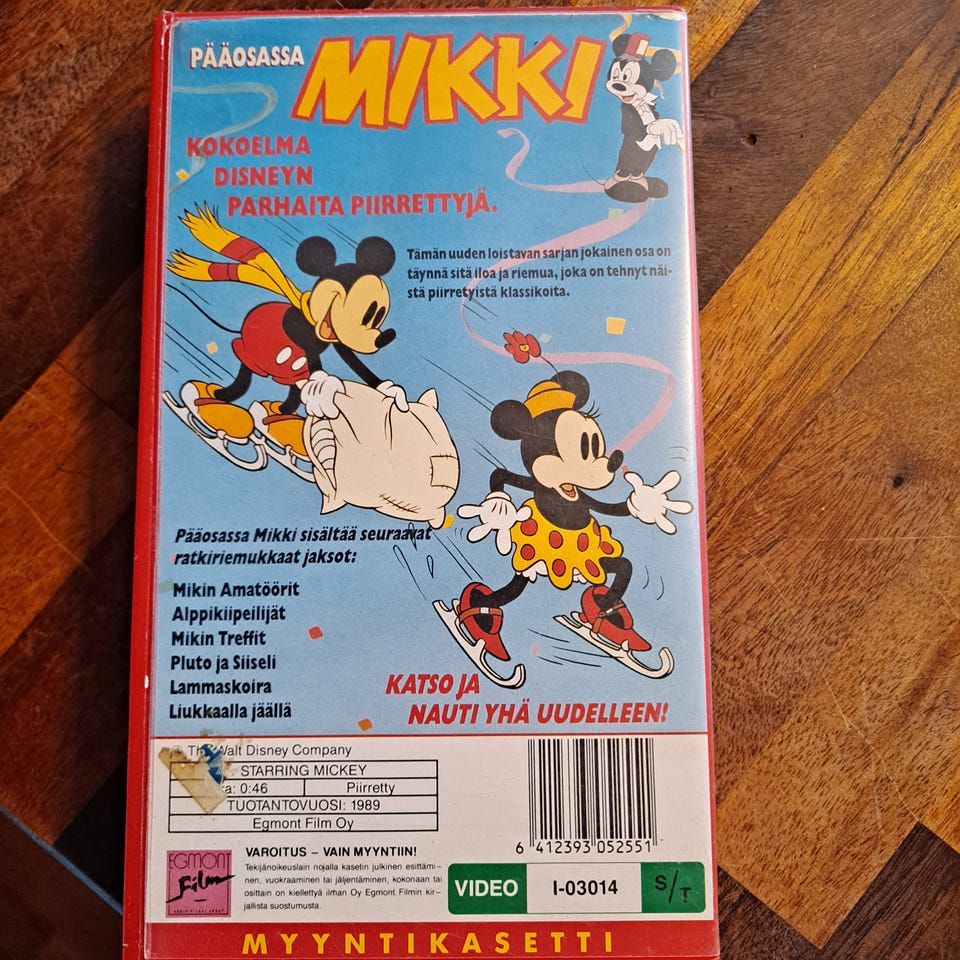 PÄÄOSASSA
MIKKI
KOKOELMA
DISNEYN
PARHAITA PIIRRETTYJÄ.
Tämän uuden loistavan sarjan jokainen osa on
täynnä sitä iloa ja riemua, joka on tehnyt näi-
stä piirretyistä klassikoita.
Pääosassa Mikki sisältää seuraavat
ratkiriemukkaat jaksot:
Mikin Amatöörit
Alppikiipeilijät
Mikin Treffit
Pluto ja Siiseli
Lammaskoira
Liukkaalla jäällä
KATSO JA
NAUTI YHÄ UUDELLEEN!
© The Walt Disney Company
STARRING MICKEY
: 0:46 Piirretty
TUOTANTOVUOSI: 1989
Egmont Film Oy
6 412393 052551
EGMONT
Film
VAROITUS – VAIN MYYNTIIN!
Tekijänoikeuslain nojalla kasetin julkinen esittämi-
nen, vuokraaminen tai jäljentäminen, kokonaan tai
osittain on kiellettyä ilman Oy Egmont Filmin kir-
jallista suostumusta.
VIDEO I-03014 S/T
MYYNTIKASETTI